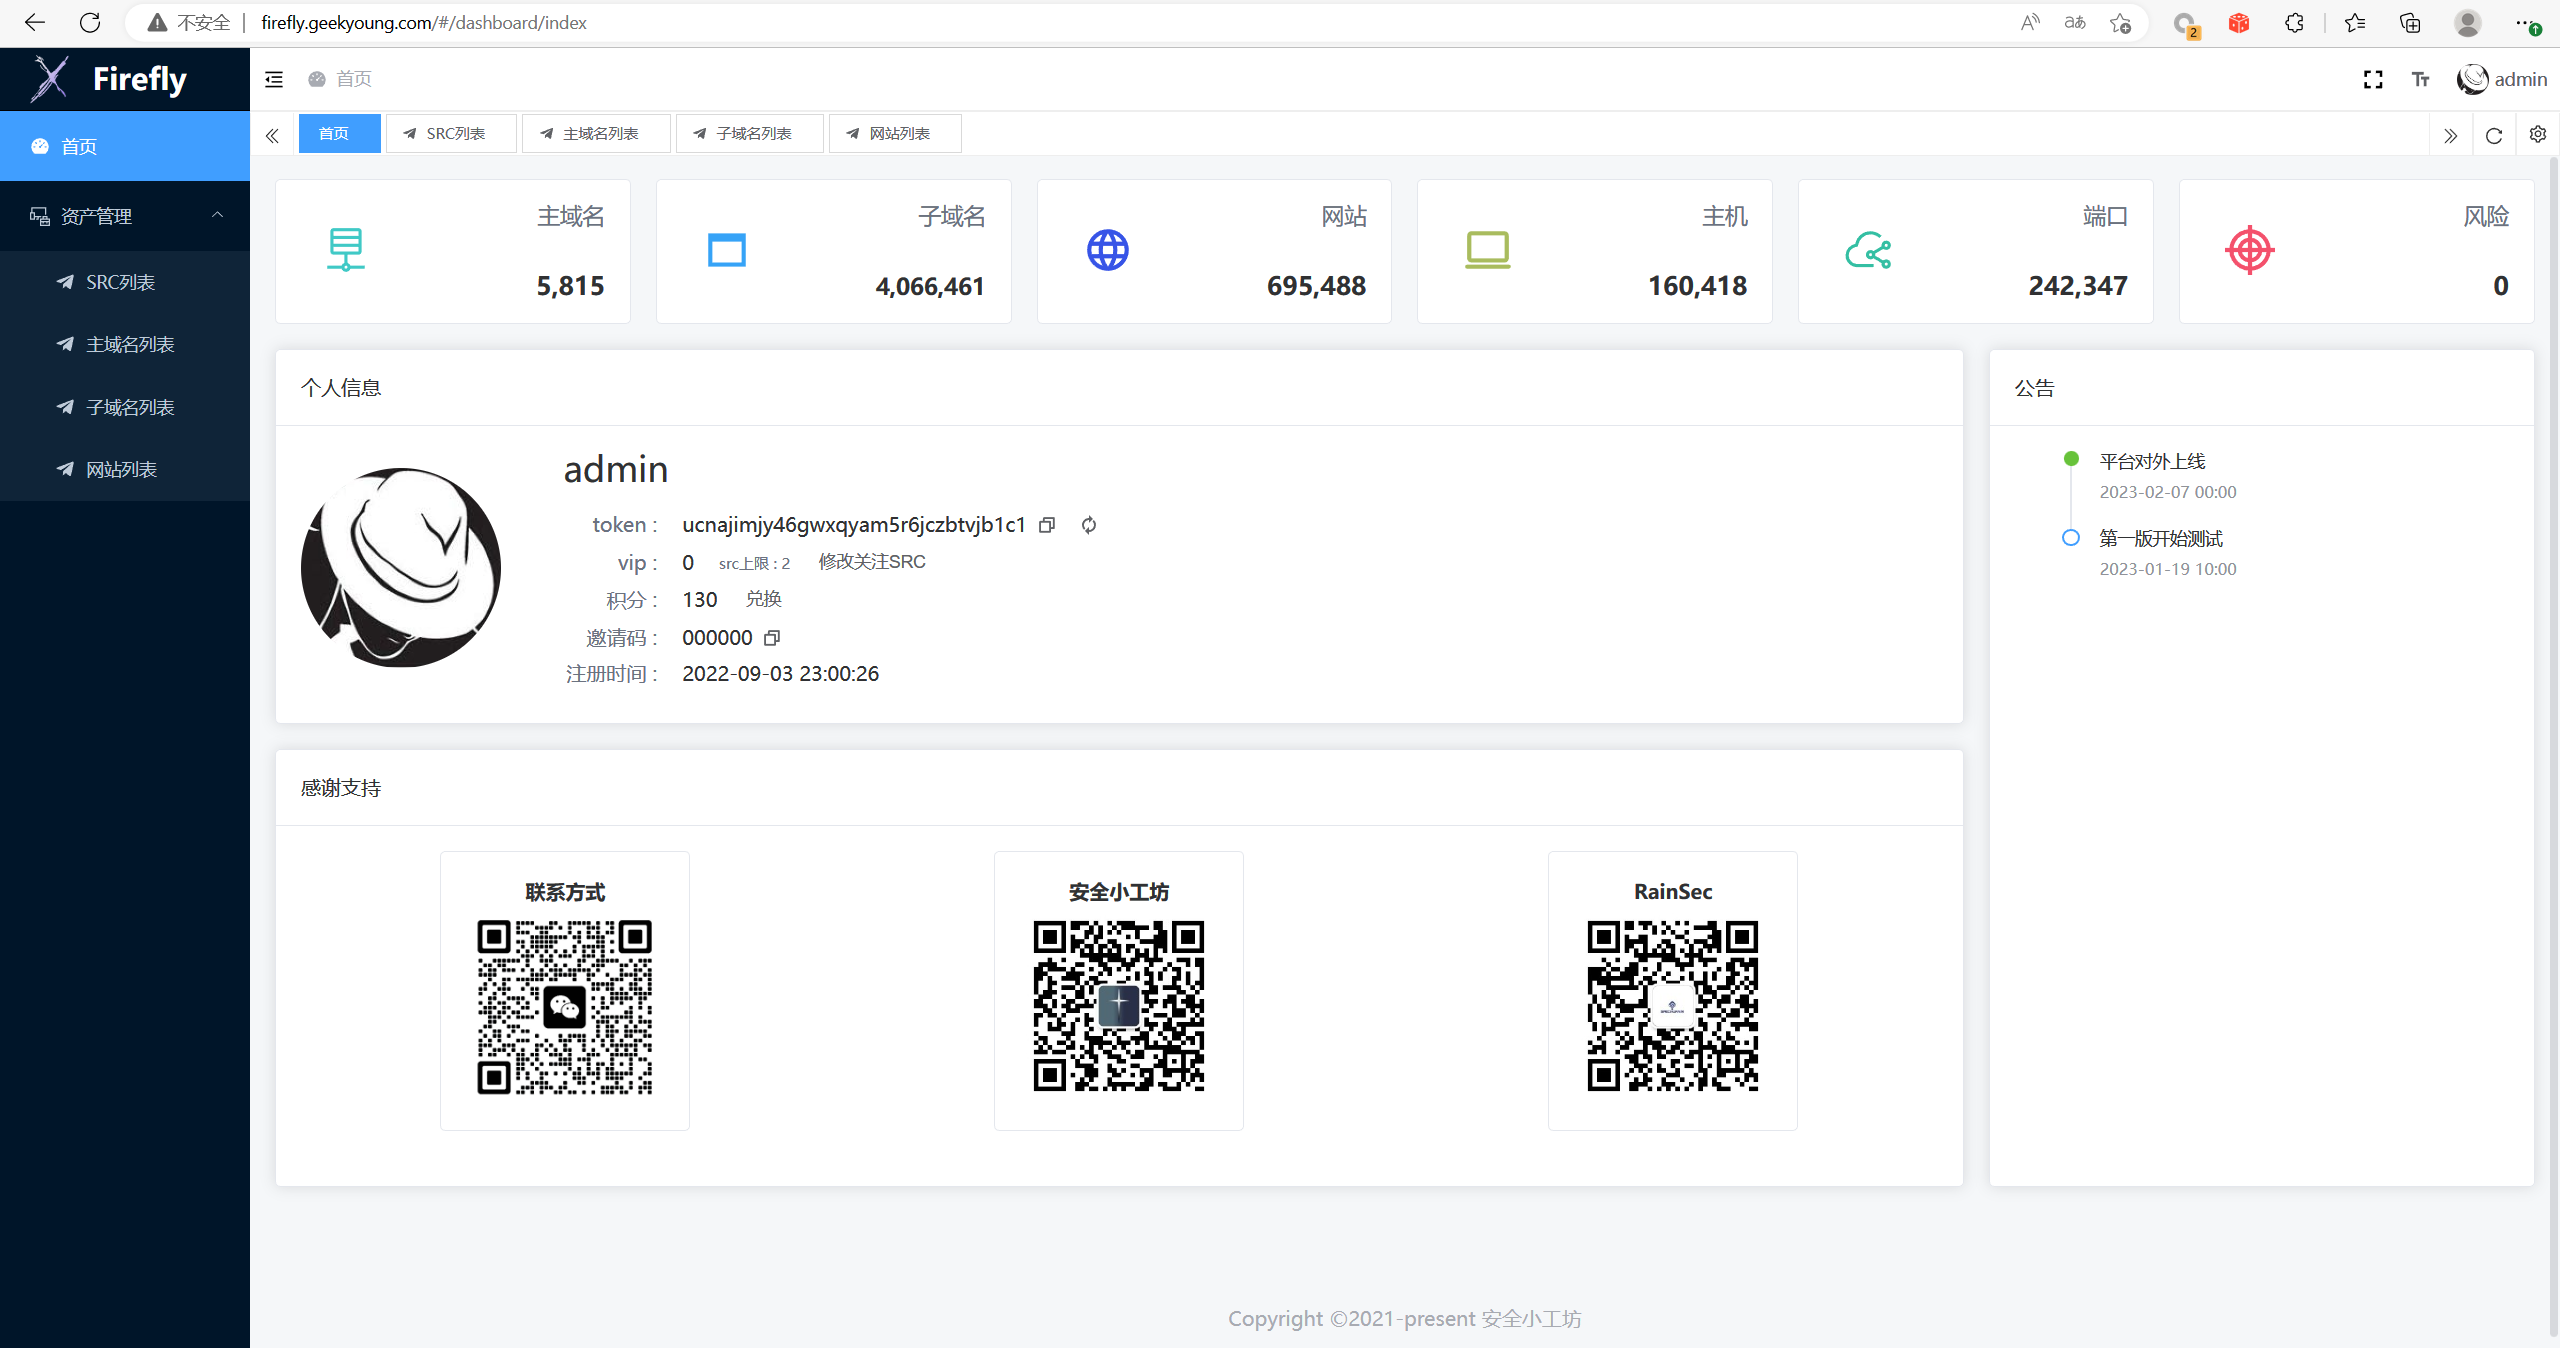 不安全 firefly.geekyoung.com/#/dashboard/index
2
Firefly
首页
admin
首页
SRC列表
主域名列表
子域名列表
网站列表
首页
资产管理
SRC列表
主域名列表
子域名列表
网站列表
主域名
5,815
子域名
4,066,461
网站
695,488
主机
160,418
端口
242,347
风险
0
个人信息
admin
token : ucnajimjy46gwxqyam5r6jczbtvjb1c1
vip : 0 src上限 : 2 修改关注SRC
积分 : 130 兑换
邀请码 : 000000
注册时间 : 2022-09-03 23:00:26
公告
平台对外上线
2023-02-07 00:00
第一版开始测试
2023-01-19 10:00
感谢支持
联系方式
安全小工坊
RainSec
Copyright ©2021-present 安全小工坊